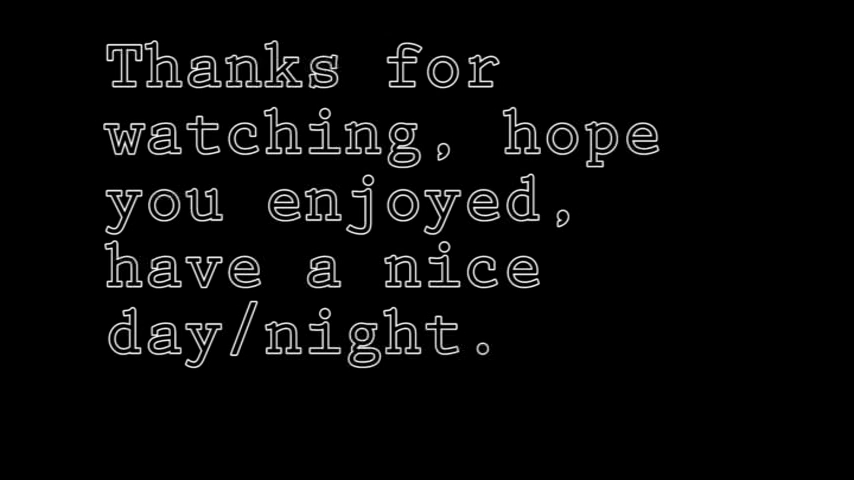 Thanks for
watching, hope
you enjoyed,
have a nice
day/night.